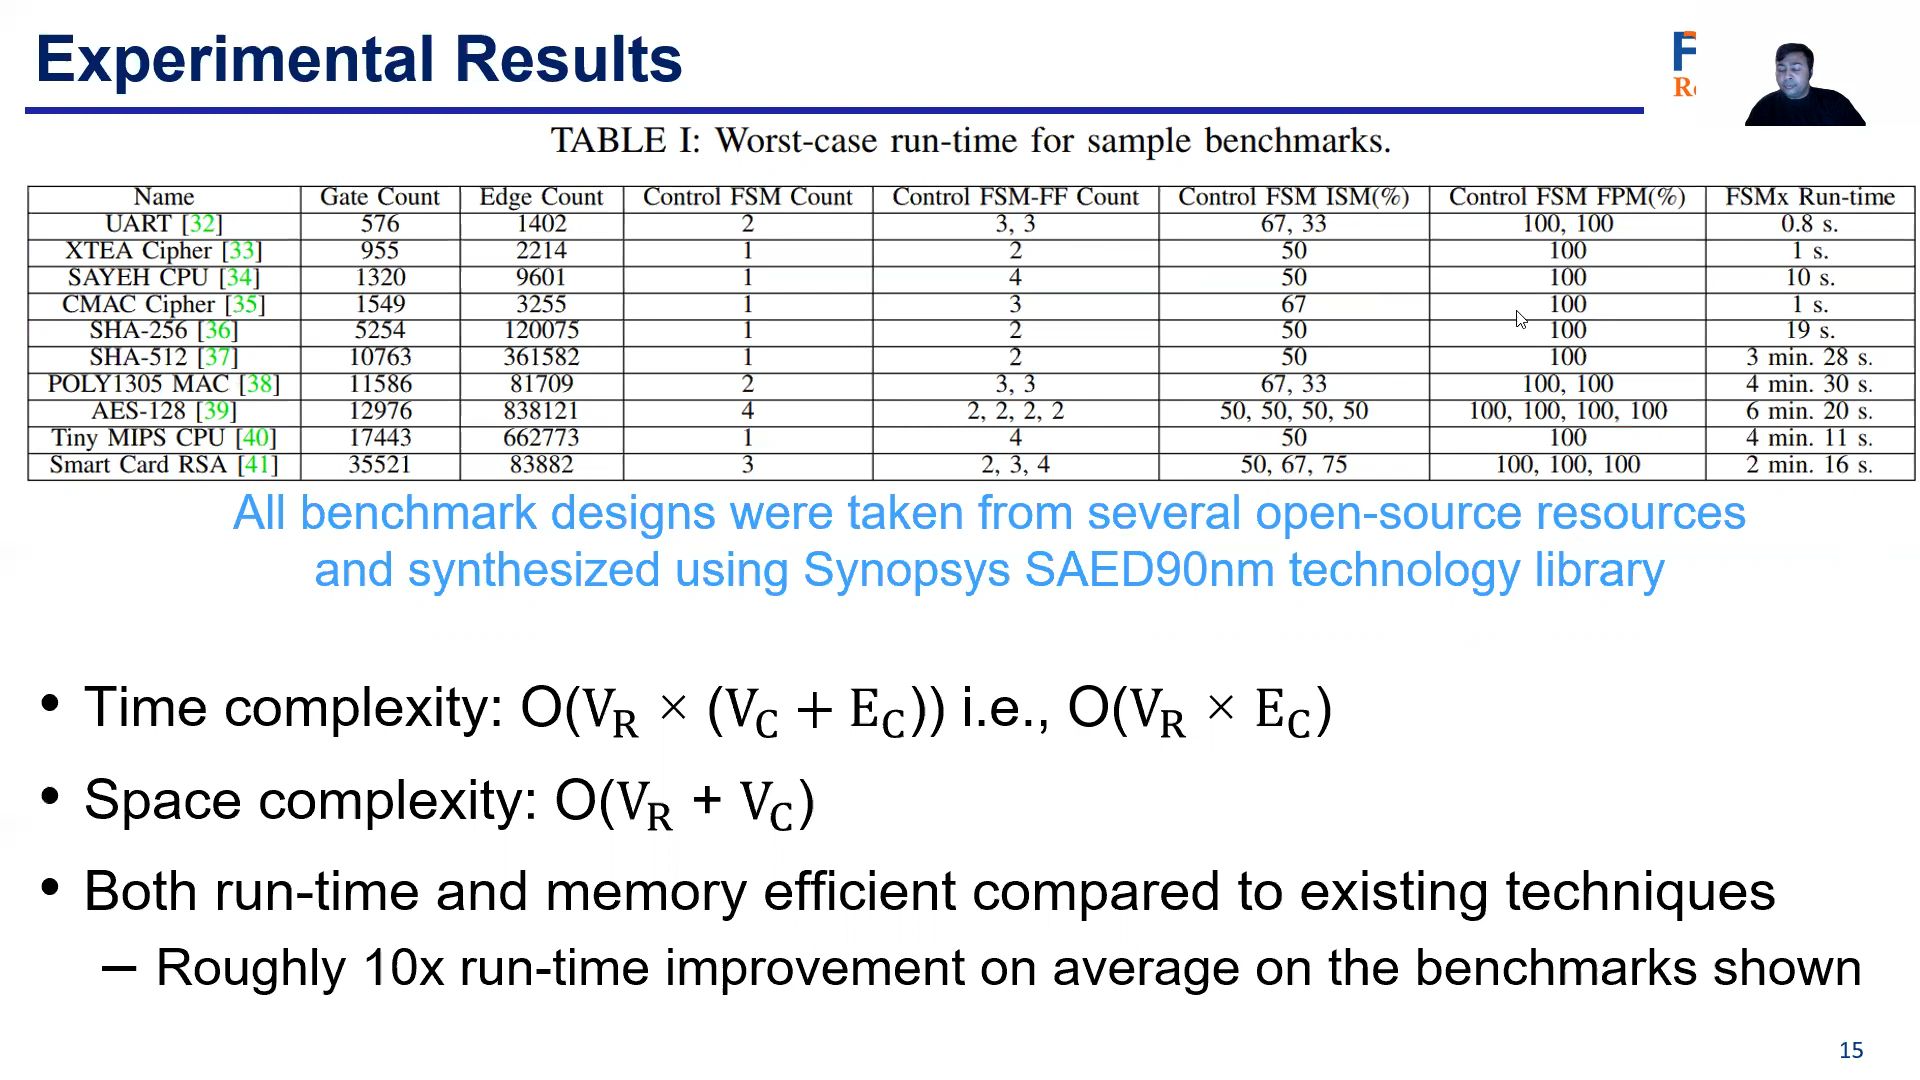 Experimental Results
F
TABLE I: Worst-case run-time for sample benchmarks.
Name Gate Count Edge Count Control FSM Count Control FSM-FF Count Control FSM ISM(%) Control FSM FPM(%) FSMx Run-time
UART [32] 576 1402 2 3, 3 67, 33 100, 100 0.8 s.
XTEA Cipher [33] 955 2214 1 2 50 100 1 s.
SAYEH CPU [34] 1320 9601 1 4 50 100 10 s.
CMAC Cipher [35] 1549 3255 1 3 67 100 1 s.
SHA-256 [36] 5254 120075 1 2 50 100 19 s.
SHA-512 [37] 10763 361582 1 2 50 100 3 min. 28 s.
POLY1305 MAC [38] 11586 81709 2 3, 3 67, 33 100, 100 4 min. 30 s.
AES-128 [39] 12976 838121 4 2, 2, 2, 2 50, 50, 50, 50 100, 100, 100, 100 6 min. 20 s.
Tiny MIPS CPU [40] 17443 662773 1 4 50 100 4 min. 11 s.
Smart Card RSA [41] 35521 83882 3 2, 3, 4 50, 67, 75 100, 100, 100 2 min. 16 s.
All benchmark designs were taken from several open-source resources
and synthesized using Synopsys SAED90nm technology library
• Time complexity: O(V_R × (V_C + E_C)) i.e., O(V_R × E_C)
• Space complexity: O(V_R + V_C)
• Both run-time and memory efficient compared to existing techniques
– Roughly 10x run-time improvement on average on the benchmarks shown
15